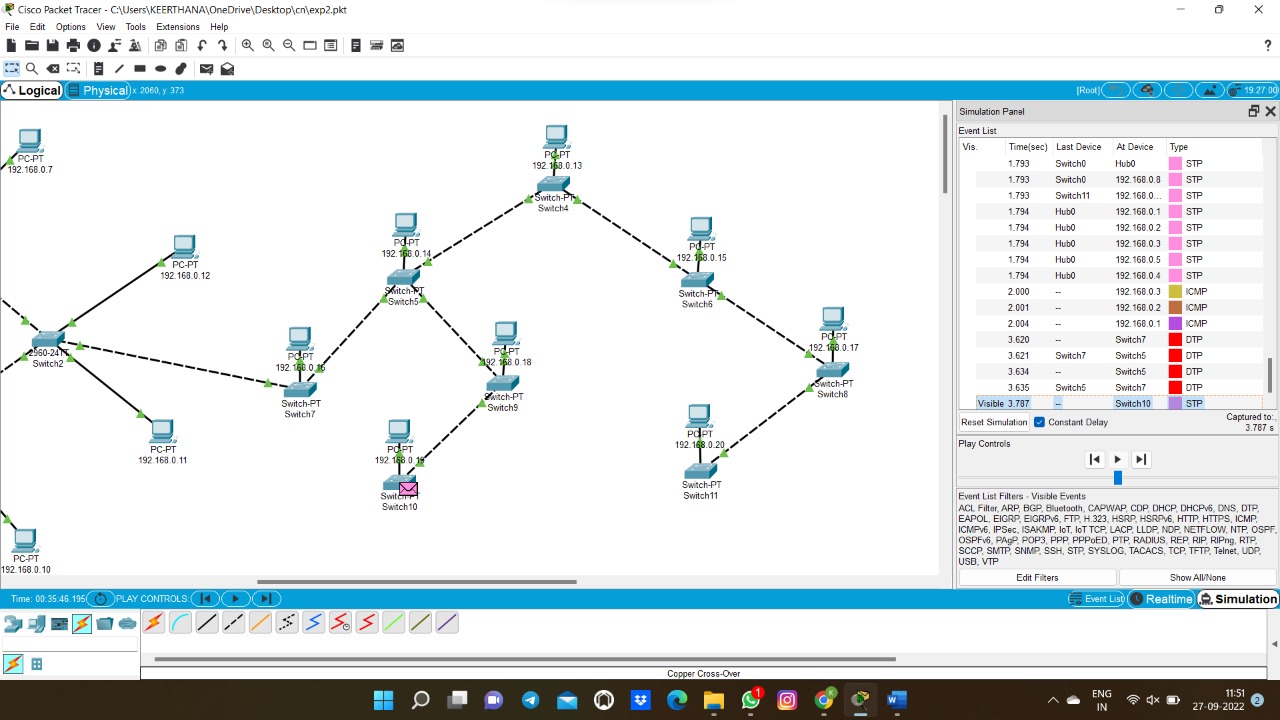 Cisco Packet Tracer - C:\Users\KEERTHANA\OneDrive\Desktop\cn\exp2.pkt
File Edit Options View Tools Extensions Help
?
Logical Physical x: 2060, y: 373 [Root] 19:27:00
PC-PT
192.168.0.7
PC-PT
192.168.0.12
2960-24TT
Switch2
PC-PT
192.168.0.11
PC-PT
192.168.0.10
PC-PT
192.168.0.13
Switch-PT
Switch4
PC-PT
192.168.0.14
Switch-PT
Switch5
PC-PT
192.168.0.15
Switch-PT
Switch6
PC-PT
192.168.0.16
Switch-PT
Switch7
PC-PT
192.168.0.18
Switch-PT
Switch9
PC-PT
192.168.0.17
Switch-PT
Switch8
PC-PT
192.168.0.19
Switch-PT
Switch10
PC-PT
192.168.0.20
Switch-PT
Switch11
Simulation Panel
Event List
Vis. Time(sec) Last Device At Device Type
1.793 Switch0 Hub0 STP
1.793 Switch0 192.168.0.8 STP
1.793 Switch11 192.168.0... STP
1.794 Hub0 192.168.0.1 STP
1.794 Hub0 192.168.0.2 STP
1.794 Hub0 192.168.0.3 STP
1.794 Hub0 192.168.0.5 STP
1.794 Hub0 192.168.0.4 STP
2.000 -- 192.168.0.3 ICMP
2.001 -- 192.168.0.2 ICMP
2.004 -- 192.168.0.1 ICMP
3.620 -- Switch7 DTP
3.621 Switch7 Switch5 DTP
3.634 -- Switch5 DTP
3.635 Switch5 Switch7 DTP
Visible 3.787 -- Switch10 STP
Reset Simulation Constant Delay Captured to:
3.787 s
Play Controls
Event List Filters - Visible Events
ACL Filter, ARP, BGP, Bluetooth, CAPWAP, CDP, DHCP, DHCPv6, DNS, DTP,
EAPOL, EIGRP, EIGRPv6, FTP, H.323, HSRP, HSRPv6, HTTP, HTTPS, ICMP,
ICMPv6, IPSec, ISAKMP, IoT, IoT TCP, LACP, LLDP, NDP, NETFLOW, NTP, OSPF,
OSPFv6, PAgP, POP3, PPP, PPPoED, PTP, RADIUS, REP, RIP, RIPng, RTP,
SCCP, SMTP, SNMP, SSH, STP, SYSLOG, TACACS, TCP, TFTP, Telnet, UDP,
USB, VTP
Edit Filters Show All/None
Time: 00:35:46.195 PLAY CONTROLS: Event List Realtime Simulation
Copper Cross-Over
1
ENG
IN
11:51
27-09-2022
2